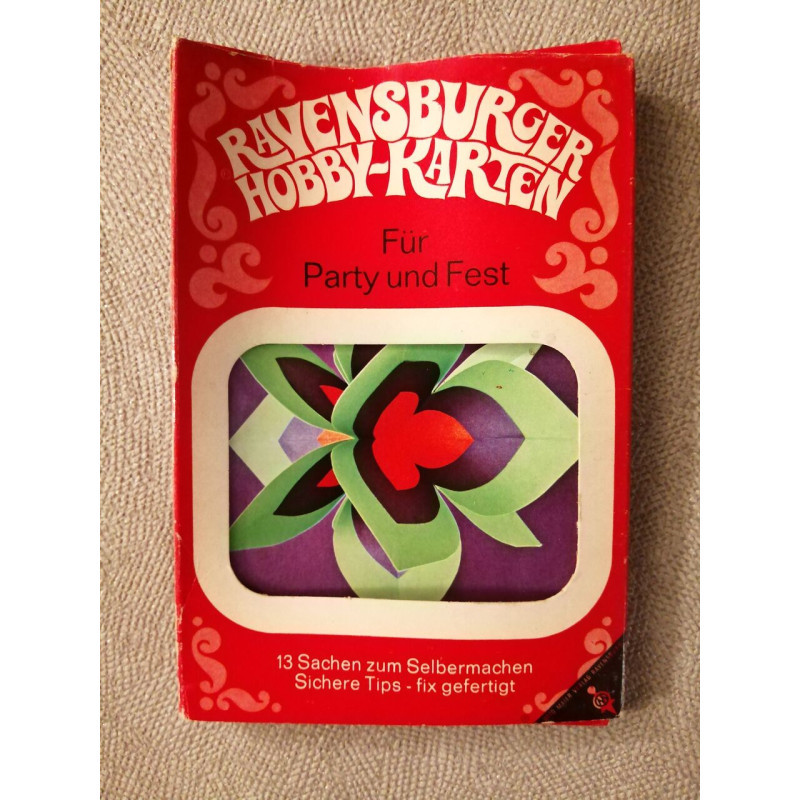 RAVENSBURGER
HOBBY-KARTEN
Für
Party und Fest
13 Sachen zum Selbermachen
Sichere Tips - fix gefertigt